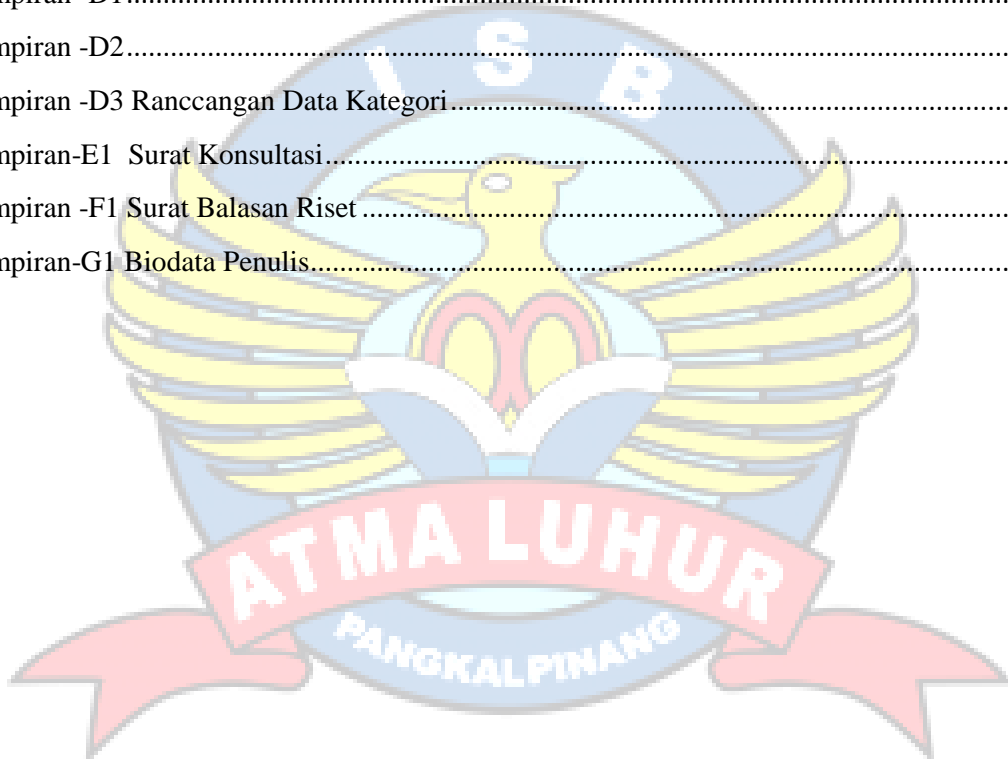 mpiran -D1........................................................................................................................
mpiran -D2........................................................................................................................
mpiran -D3 Ranccangan Data Kategori........................................................................
mpiran-E1  Surat Konsultasi.........................................................................................
mpiran -F1 Surat Balasan Riset....................................................................................
mpiran-G1 Biodata Penulis...........................................................................................
I S B
ATMA LUHUR
PANGKALPINANG